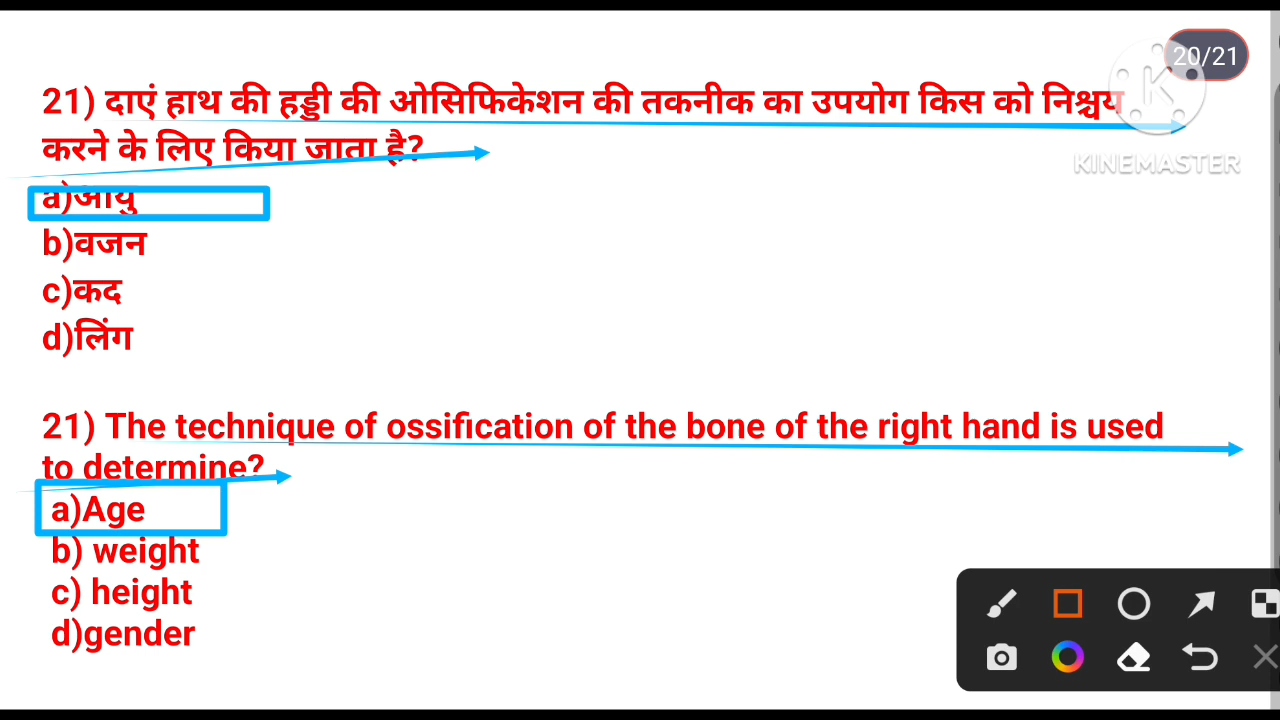 20/21
21) दाएं हाथ की हड्डी की ओसिफिकेशन की तकनीक का उपयोग किस को निश्चय
करने के लिए किया जाता है?
KINEMASTER
a)आयु
b)वजन
c)कद
d)लिंग
21) The technique of ossification of the bone of the right hand is used
to determine?
a)Age
b) weight
c) height
d)gender